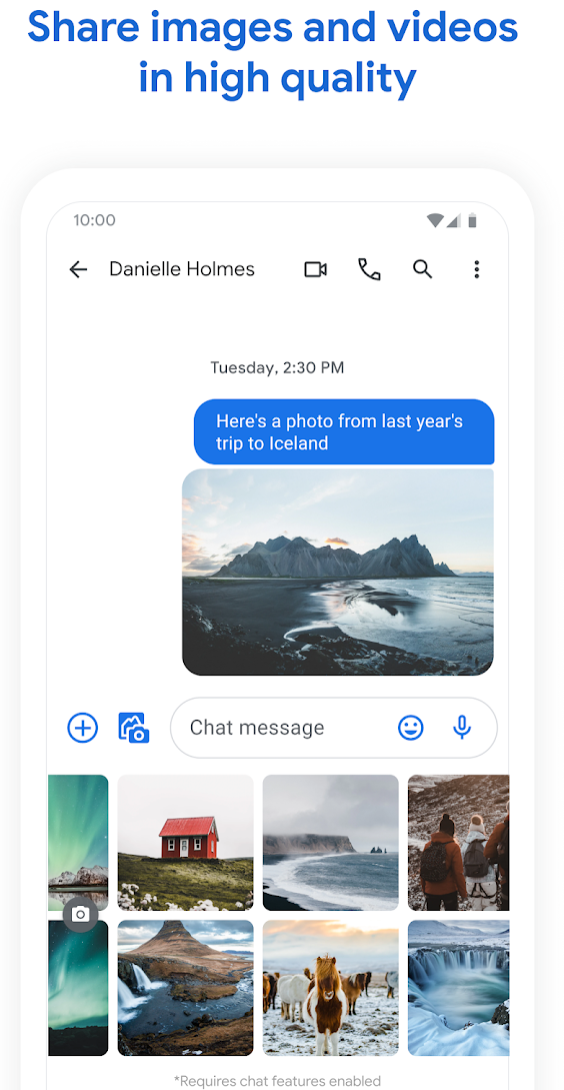 Share images and videos
in high quality
10:00
Danielle Holmes
Tuesday, 2:30 PM
Here's a photo from last year's
trip to Iceland
Chat message
*Requires chat features enabled